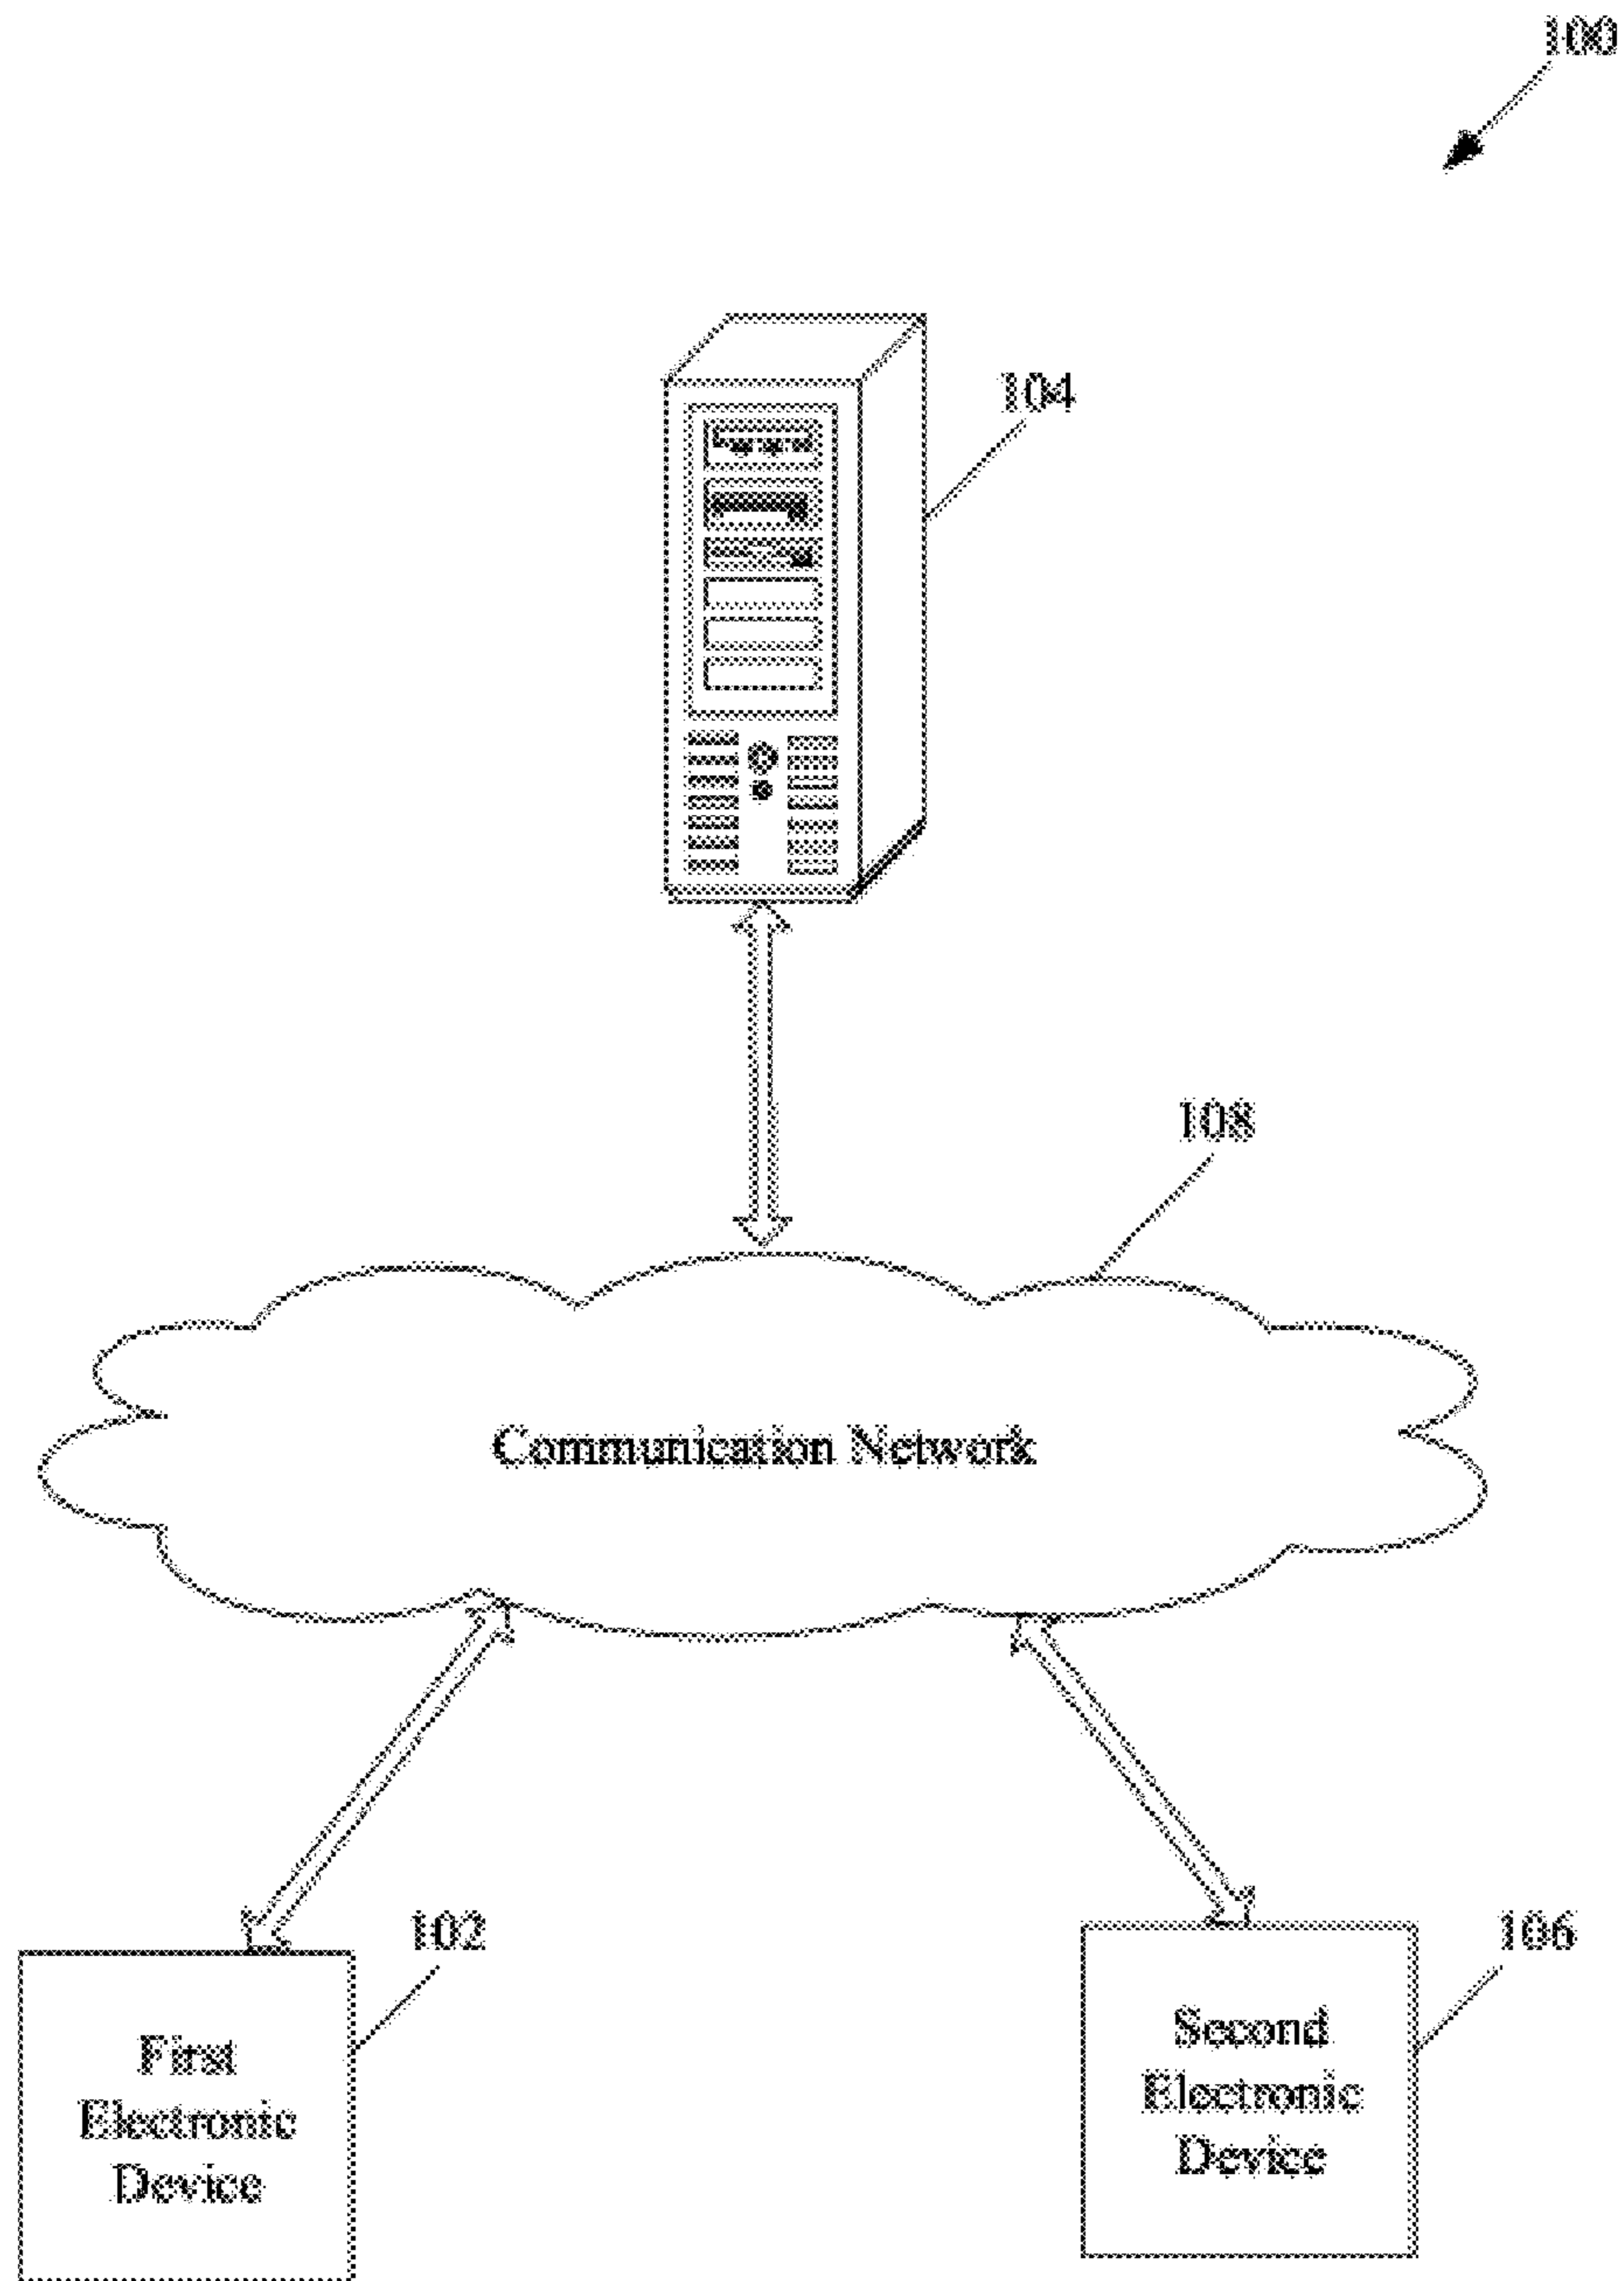 100
104
108
Communication Network
102
106
First
Electronic
Device
Second
Electronic
Device